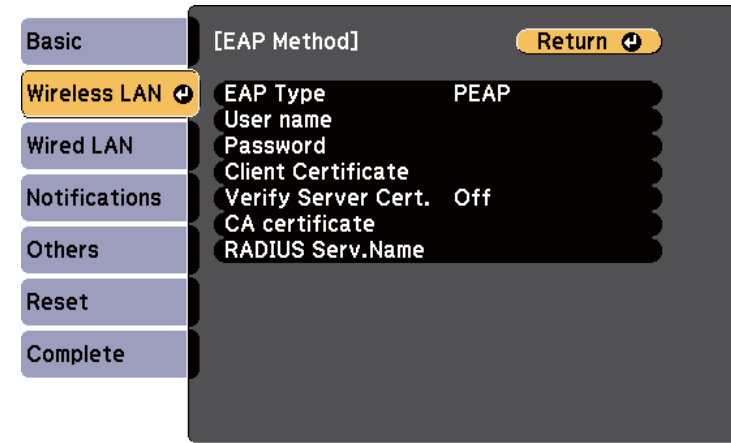 Basic
Wireless LAN
Wired LAN
Notifications
Others
Reset
Complete
[EAP Method]
Return
EAP Type PEAP
User name
Password
Client Certificate
Verify Server Cert. Off
CA certificate
RADIUS Serv.Name